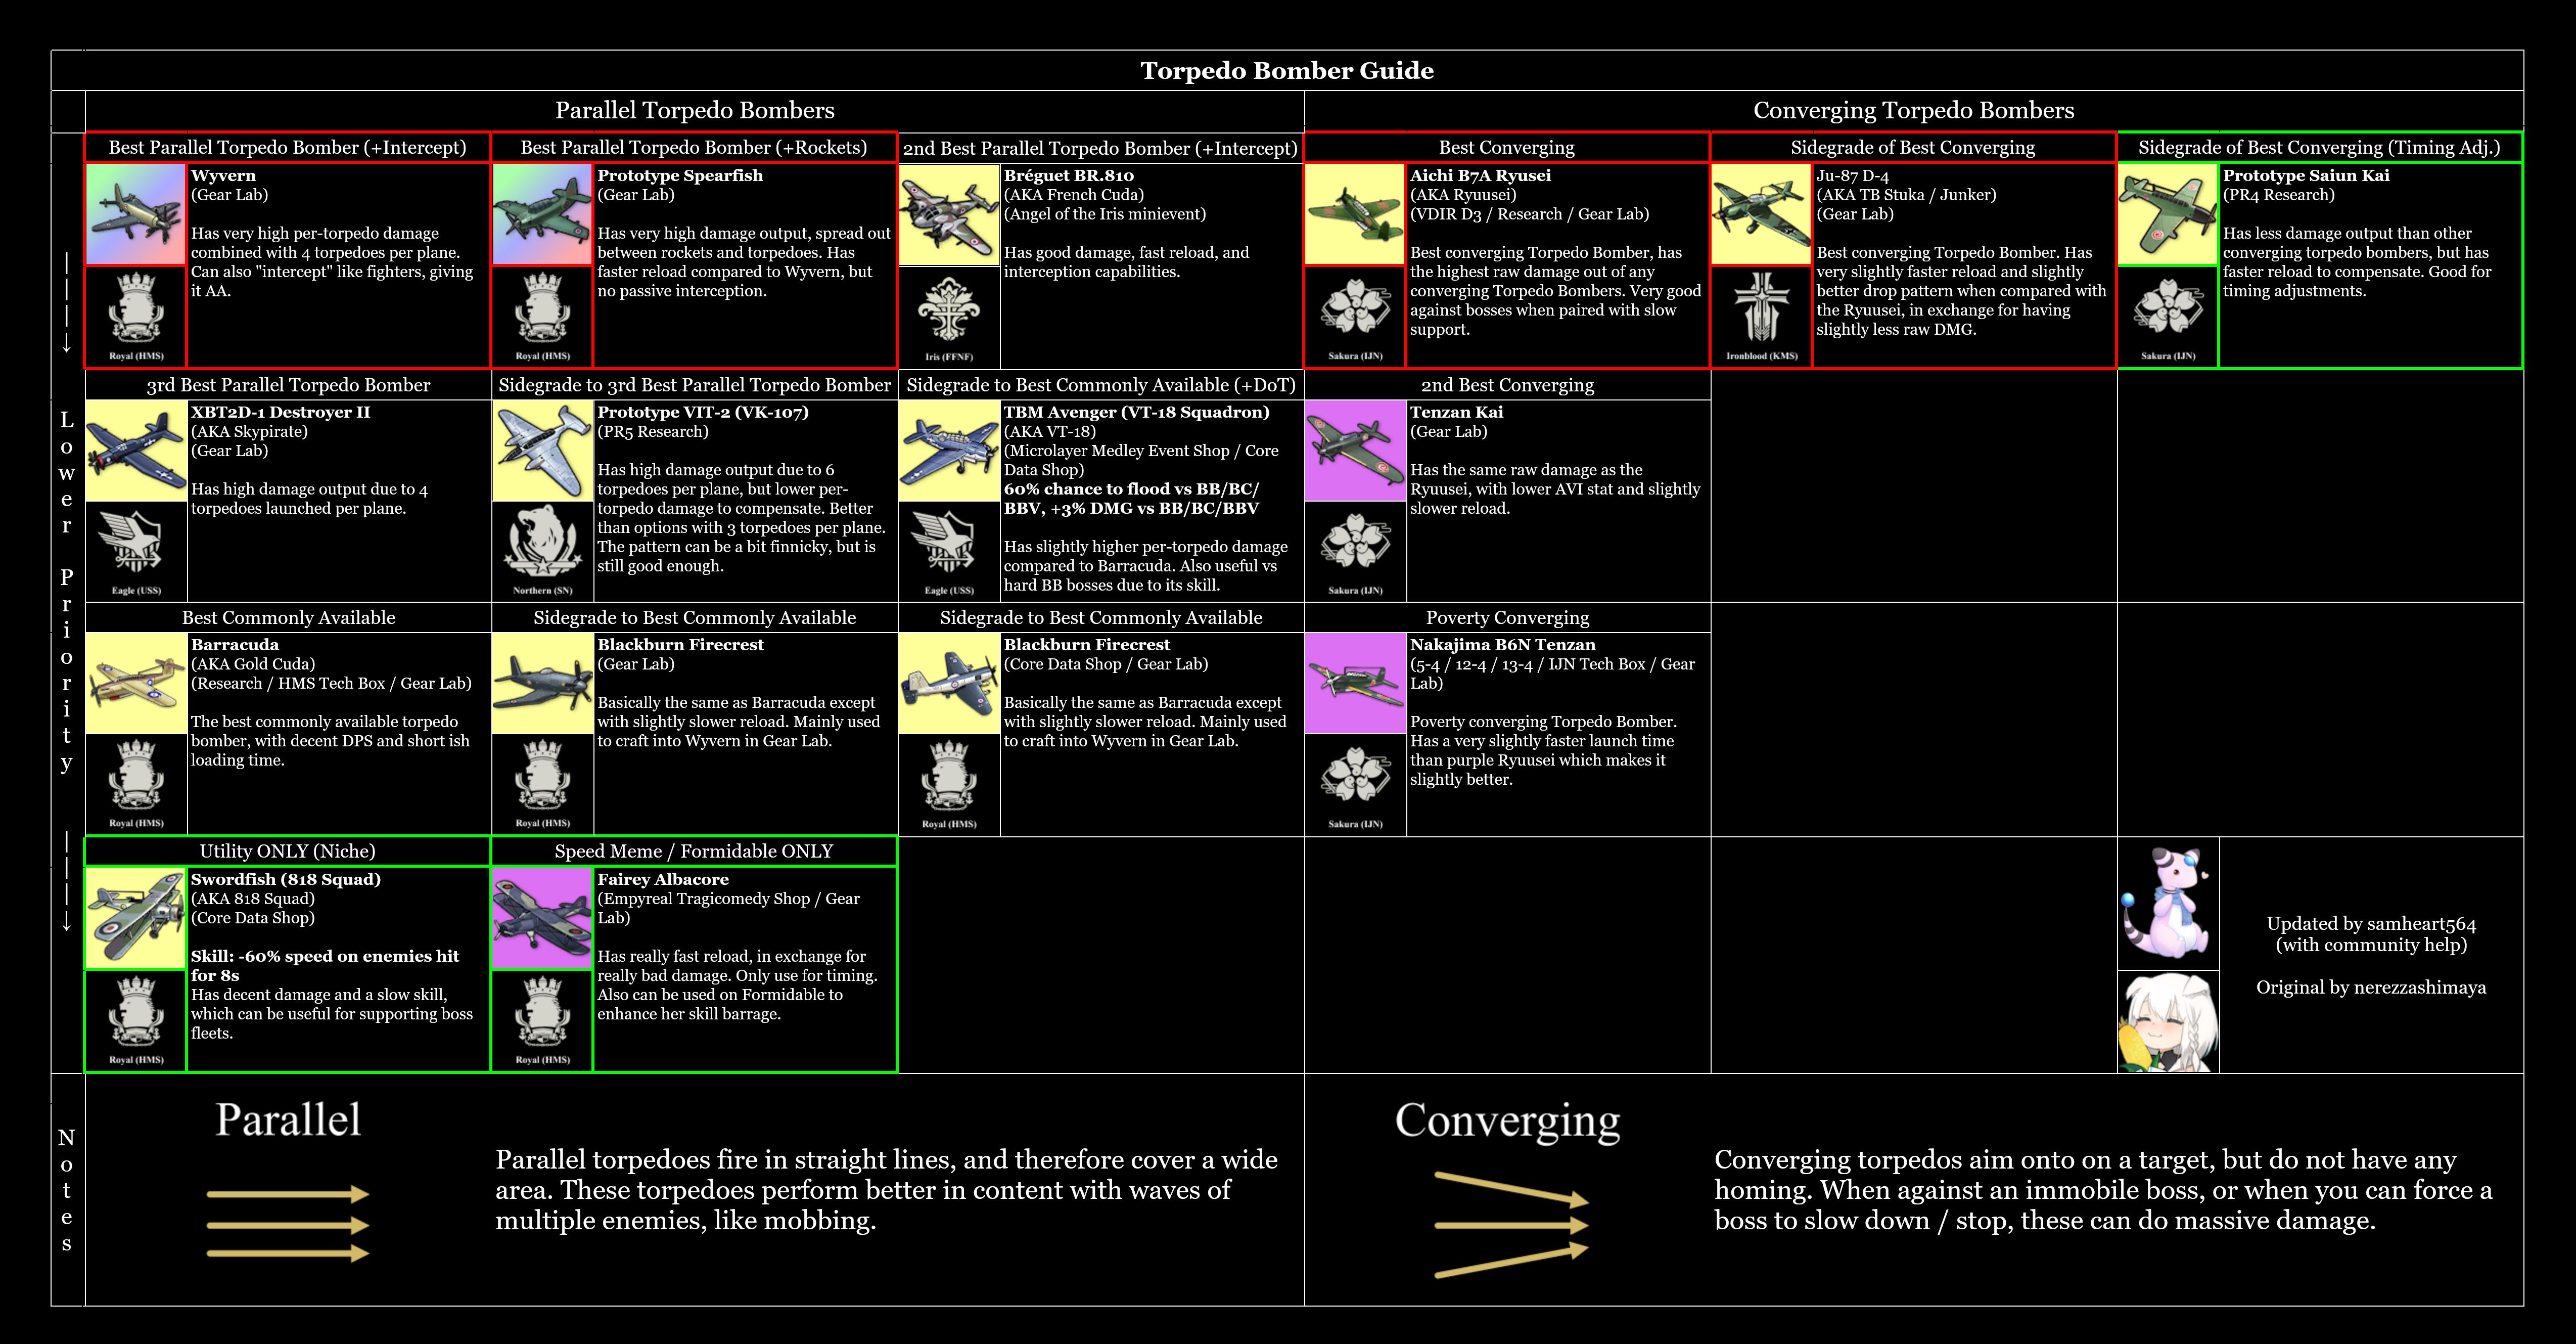 Torpedo Bomber Guide
Parallel Torpedo Bombers
Converging Torpedo Bombers
Lower Priority
Best Parallel Torpedo Bomber (+Intercept)
Wyvern
(Gear Lab)
Has very high per-torpedo damage
combined with 4 torpedoes per plane.
Can also "intercept" like fighters, giving
it AA.
Royal (HMS)
Best Parallel Torpedo Bomber (+Rockets)
Prototype Spearfish
(Gear Lab)
Has very high damage output, spread out
between rockets and torpedoes. Has
faster reload compared to Wyvern, but
no passive interception.
Royal (HMS)
2nd Best Parallel Torpedo Bomber (+Intercept)
Bréguet BR.810
(AKA French Cuda)
(Angel of the Iris minievent)
Has good damage, fast reload, and
interception capabilities.
Iris (FFNF)
Best Converging
Aichi B7A Ryusei
(AKA Ryuusei)
(VDIR D3 / Research / Gear Lab)
Best converging Torpedo Bomber, has
the highest raw damage out of any
converging Torpedo Bombers. Very good
against bosses when paired with slow
support.
Sakura (IJN)
Sidegrade of Best Converging
Ju-87 D-4
(AKA TB Stuka / Junker)
(Gear Lab)
Best converging Torpedo Bomber. Has
very slightly faster reload and slightly
better drop pattern when compared with
the Ryuusei, in exchange for having
slightly less raw DMG.
Ironblood (KMS)
Sidegrade of Best Converging (Timing Adj.)
Prototype Saiun Kai
(PR4 Research)
Has less damage output than other
converging torpedo bombers, but has
faster reload to compensate. Good for
timing adjustments.
Sakura (IJN)
3rd Best Parallel Torpedo Bomber
XBT2D-1 Destroyer II
(AKA Skypirate)
(Gear Lab)
Has high damage output due to 4
torpedoes launched per plane.
Eagle (USS)
Sidegrade to 3rd Best Parallel Torpedo Bomber
Prototype VIT-2 (VK-107)
(PR5 Research)
Has high damage output due to 6
torpedoes per plane, but lower per-
torpedo damage to compensate. Better
than options with 3 torpedoes per plane.
The pattern can be a bit finnicky, but is
still good enough.
Northern (SN)
Sidegrade to Best Commonly Available (+DoT)
TBM Avenger (VT-18 Squadron)
(AKA VT-18)
(Microlayer Medley Event Shop / Core
Data Shop)
60% chance to flood vs BB/BC/
BBV, +3% DMG vs BB/BC/BBV
Has slightly higher per-torpedo damage
compared to Barracuda. Also useful vs
hard BB bosses due to its skill.
Eagle (USS)
2nd Best Converging
Tenzan Kai
(Gear Lab)
Has the same raw damage as the
Ryuusei, with lower AVI stat and slightly
slower reload.
Sakura (IJN)
Best Commonly Available
Barracuda
(AKA Gold Cuda)
(Research / HMS Tech Box / Gear Lab)
The best commonly available torpedo
bomber, with decent DPS and short ish
loading time.
Royal (HMS)
Sidegrade to Best Commonly Available
Blackburn Firecrest
(Gear Lab)
Basically the same as Barracuda except
with slightly slower reload. Mainly used
to craft into Wyvern in Gear Lab.
Royal (HMS)
Sidegrade to Best Commonly Available
Blackburn Firecrest
(Core Data Shop / Gear Lab)
Basically the same as Barracuda except
with slightly slower reload. Mainly used
to craft into Wyvern in Gear Lab.
Royal (HMS)
Poverty Converging
Nakajima B6N Tenzan
(5-4 / 12-4 / 13-4 / IJN Tech Box / Gear
Lab)
Poverty converging Torpedo Bomber.
Has a very slightly faster launch time
than purple Ryuusei which makes it
slightly better.
Sakura (IJN)
Utility ONLY (Niche)
Swordfish (818 Squad)
(AKA 818 Squad)
(Core Data Shop)
Skill: -60% speed on enemies hit
for 8s
Has decent damage and a slow skill,
which can be useful for supporting boss
fleets.
Royal (HMS)
Speed Meme / Formidable ONLY
Fairey Albacore
(Empyreal Tragicomedy Shop / Gear
Lab)
Has really fast reload, in exchange for
really bad damage. Only use for timing.
Also can be used on Formidable to
enhance her skill barrage.
Royal (HMS)
Updated by samheart564
(with community help)
Original by nerezzashimaya
Notes
Parallel
Parallel torpedoes fire in straight lines, and therefore cover a wide
area. These torpedoes perform better in content with waves of
multiple enemies, like mobbing.
Converging
Converging torpedos aim onto on a target, but do not have any
homing. When against an immobile boss, or when you can force a
boss to slow down / stop, these can do massive damage.